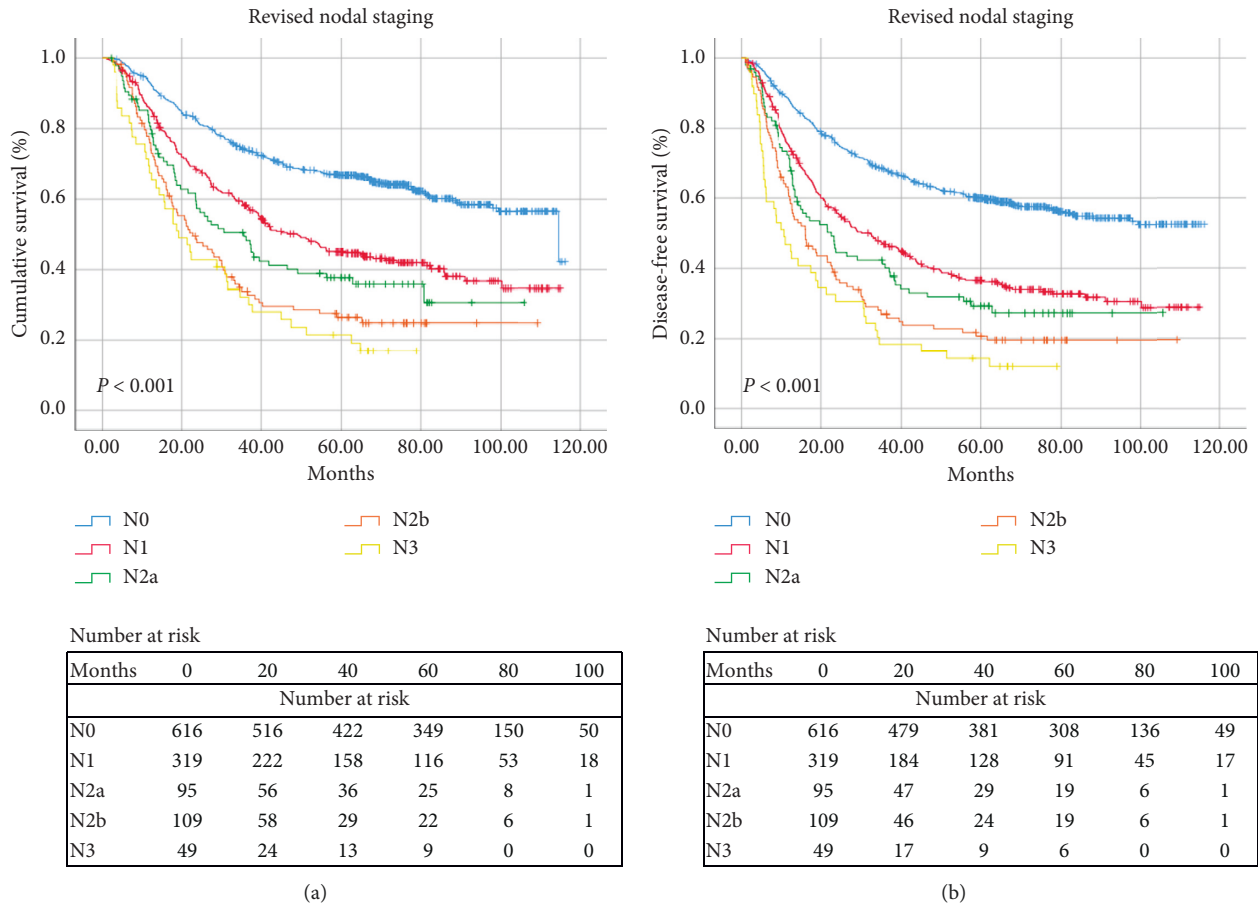 Revised nodal staging
Cumulative survival (%)
1.0
0.8
0.6
0.4
0.2
0.0
P < 0.001
0.00 20.00 40.00 60.00 80.00 100.00 120.00
Months
N0
N1
N2a
N2b
N3
Number at risk
Months 0 20 40 60 80 100
Number at risk
N0 616 516 422 349 150 50
N1 319 222 158 116 53 18
N2a 95 56 36 25 8 1
N2b 109 58 29 22 6 1
N3 49 24 13 9 0 0
(a)
Revised nodal staging
Disease-free survival (%)
1.0
0.8
0.6
0.4
0.2
0.0
P < 0.001
0.00 20.00 40.00 60.00 80.00 100.00 120.00
Months
N0
N1
N2a
N2b
N3
Number at risk
Months 0 20 40 60 80 100
Number at risk
N0 616 479 381 308 136 49
N1 319 184 128 91 45 17
N2a 95 47 29 19 6 1
N2b 109 46 24 19 6 1
N3 49 17 9 6 0 0
(b)